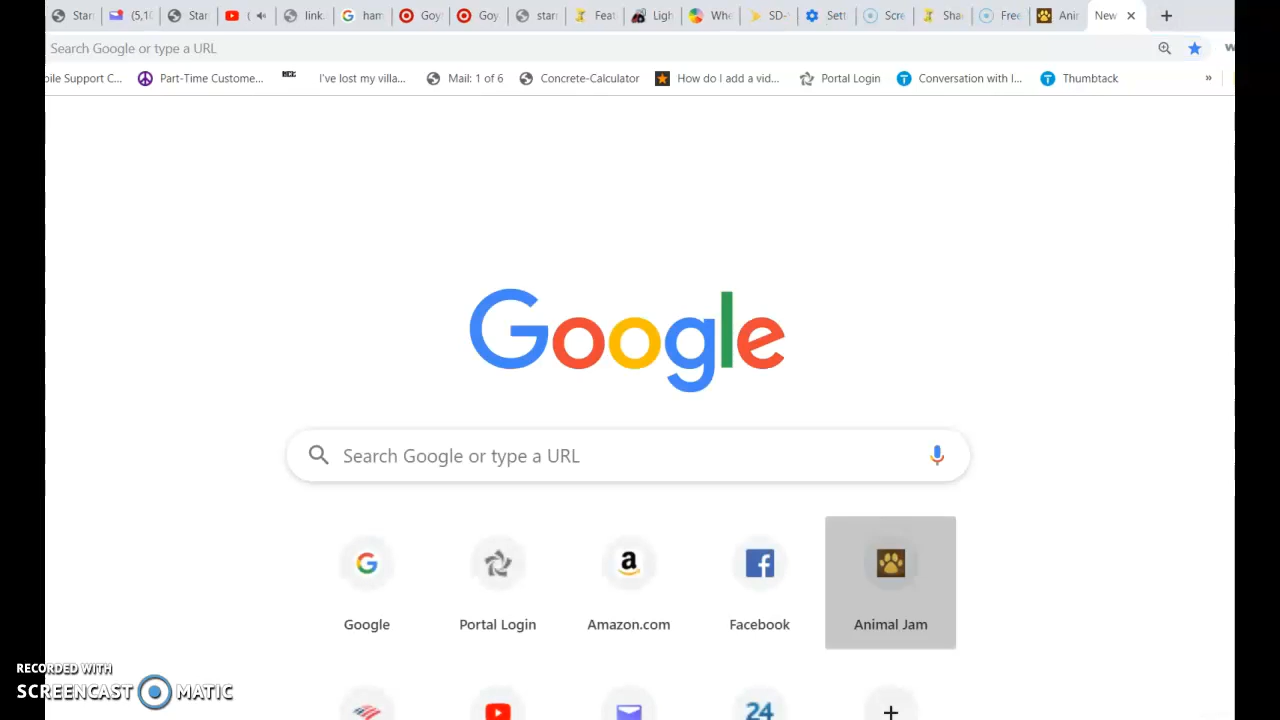 Star (5,10 Star ( link. ham Goy Goy star Feat Ligh Whe SD- Sett Scre Sha Free Ani New
Search Google or type a URL
bile Support C... Part-Time Custome... I've lost my villa... Mail: 1 of 6 Concrete-Calculator How do I add a vid... Portal Login Conversation with I... Thumbtack »
Google
Search Google or type a URL
a
Google Portal Login Amazon.com Facebook Animal Jam
RECORDED WITH
SCREENCAST MATIC
24